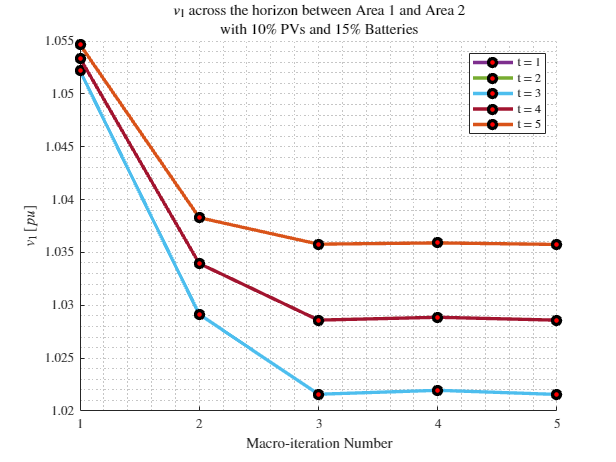 v₁ across the horizon between Area 1 and Area 2
with 10% PVs and 15% Batteries
1.055
1.05
1.045
1.04
1.035
1.03
1.025
1.02
v₁ [pu]
t = 1
t = 2
t = 3
t = 4
t = 5
1 2 3 4 5
Macro-iteration Number